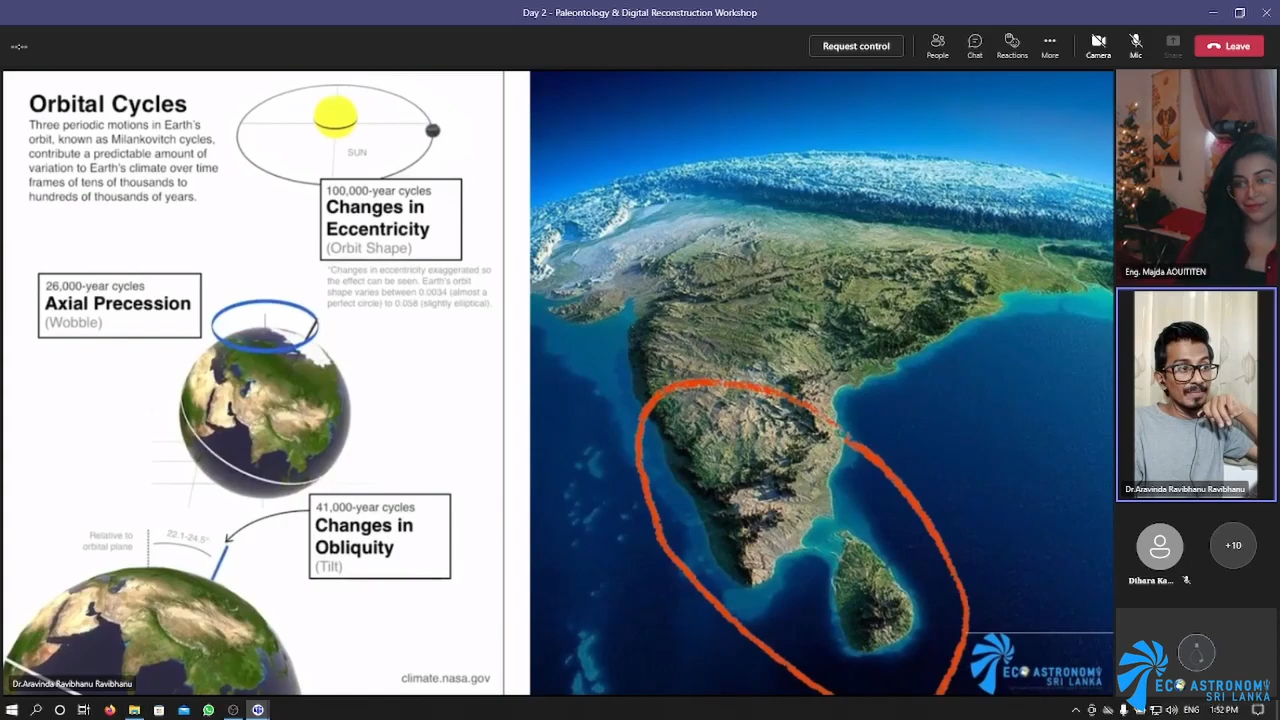 Day 2 - Paleontology & Digital Reconstruction Workshop
Request control
People
Chat
Reactions
More
Camera
Mic
Share
Leave
Orbital Cycles
Three periodic motions in Earth's
orbit, known as Milankovitch cycles,
contribute a predictable amount of
variation to Earth's climate over time
frames of tens of thousands to
hundreds of thousands of years.
SUN
100,000-year cycles
Changes in
Eccentricity
(Orbit Shape)
*Changes in eccentricity exaggerated so
the effect can be seen. Earth's orbit
shape varies between 0.0034 (almost a
perfect circle) to 0.058 (slightly elliptical).
26,000-year cycles
Axial Precession
(Wobble)
41,000-year cycles
Changes in
Obliquity
(Tilt)
Relative to
orbital plane
22.1-24.5°
climate.nasa.gov
Dr.Aravinda Ravibhanu Ravibhanu
ECO ASTRONOMY
SRI LANKA
Eng. Majda AOUITITEN
Dr.Aravinda Ravibhanu Ravibhanu
Dihara Ka...
+10
ECO ASTRONOMY
SRI LANKA
ENG
1:52 PM